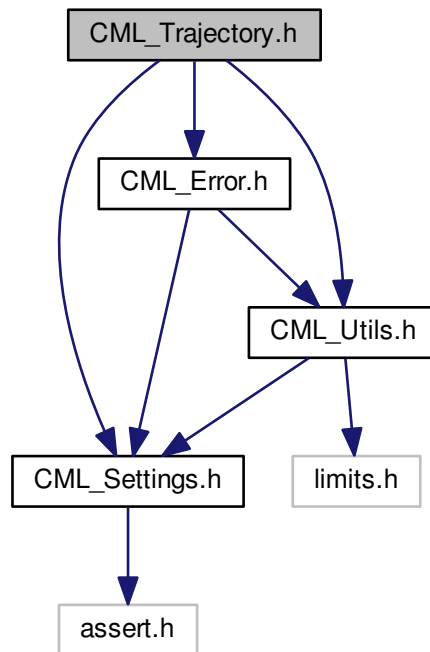 CML_Trajectory.h
CML_Error.h
CML_Utils.h
CML_Settings.h
limits.h
assert.h